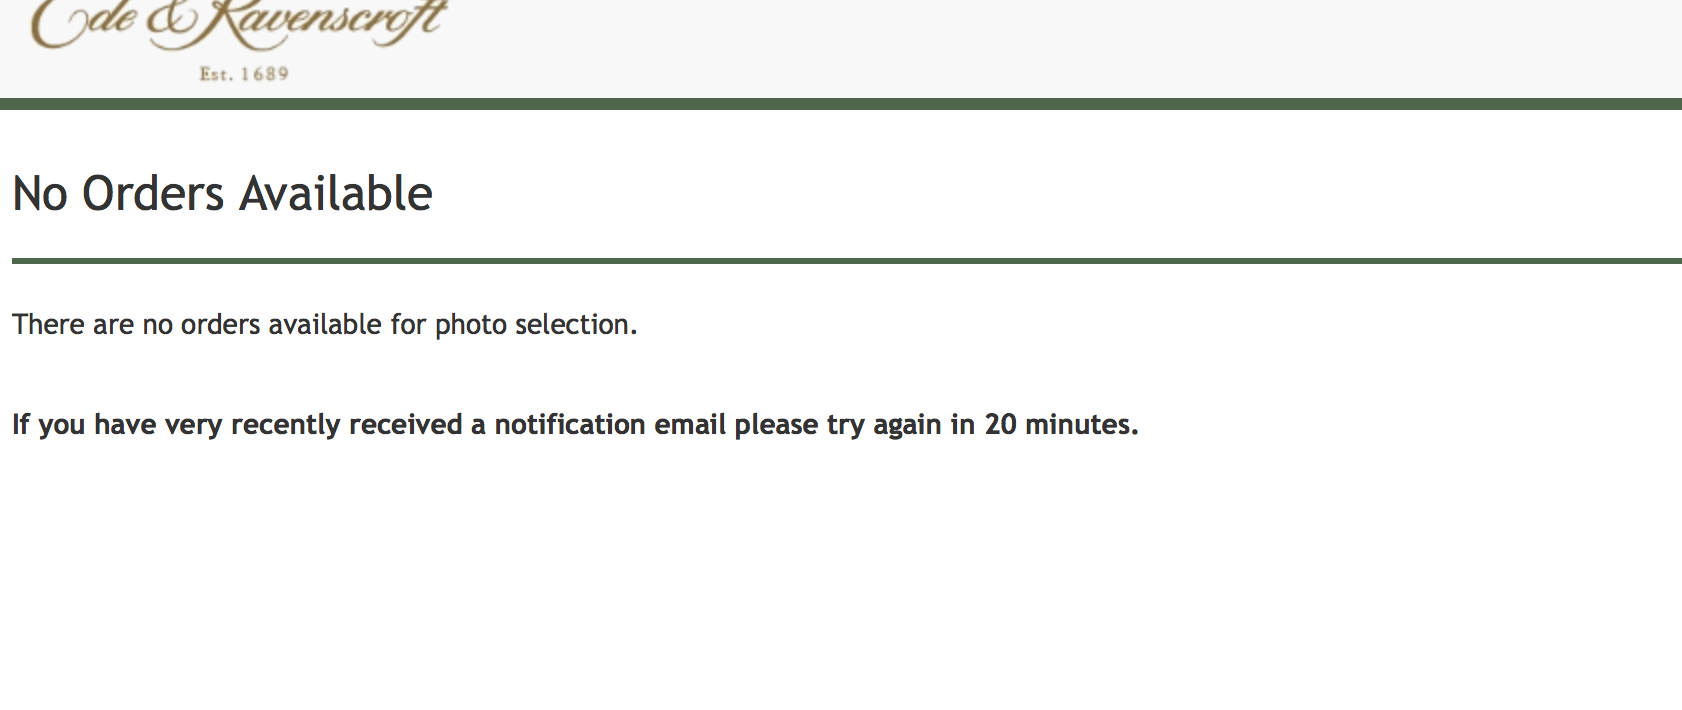 Ede & Ravenscroft
Est. 1689
No Orders Available
There are no orders available for photo selection.
If you have very recently received a notification email please try again in 20 minutes.